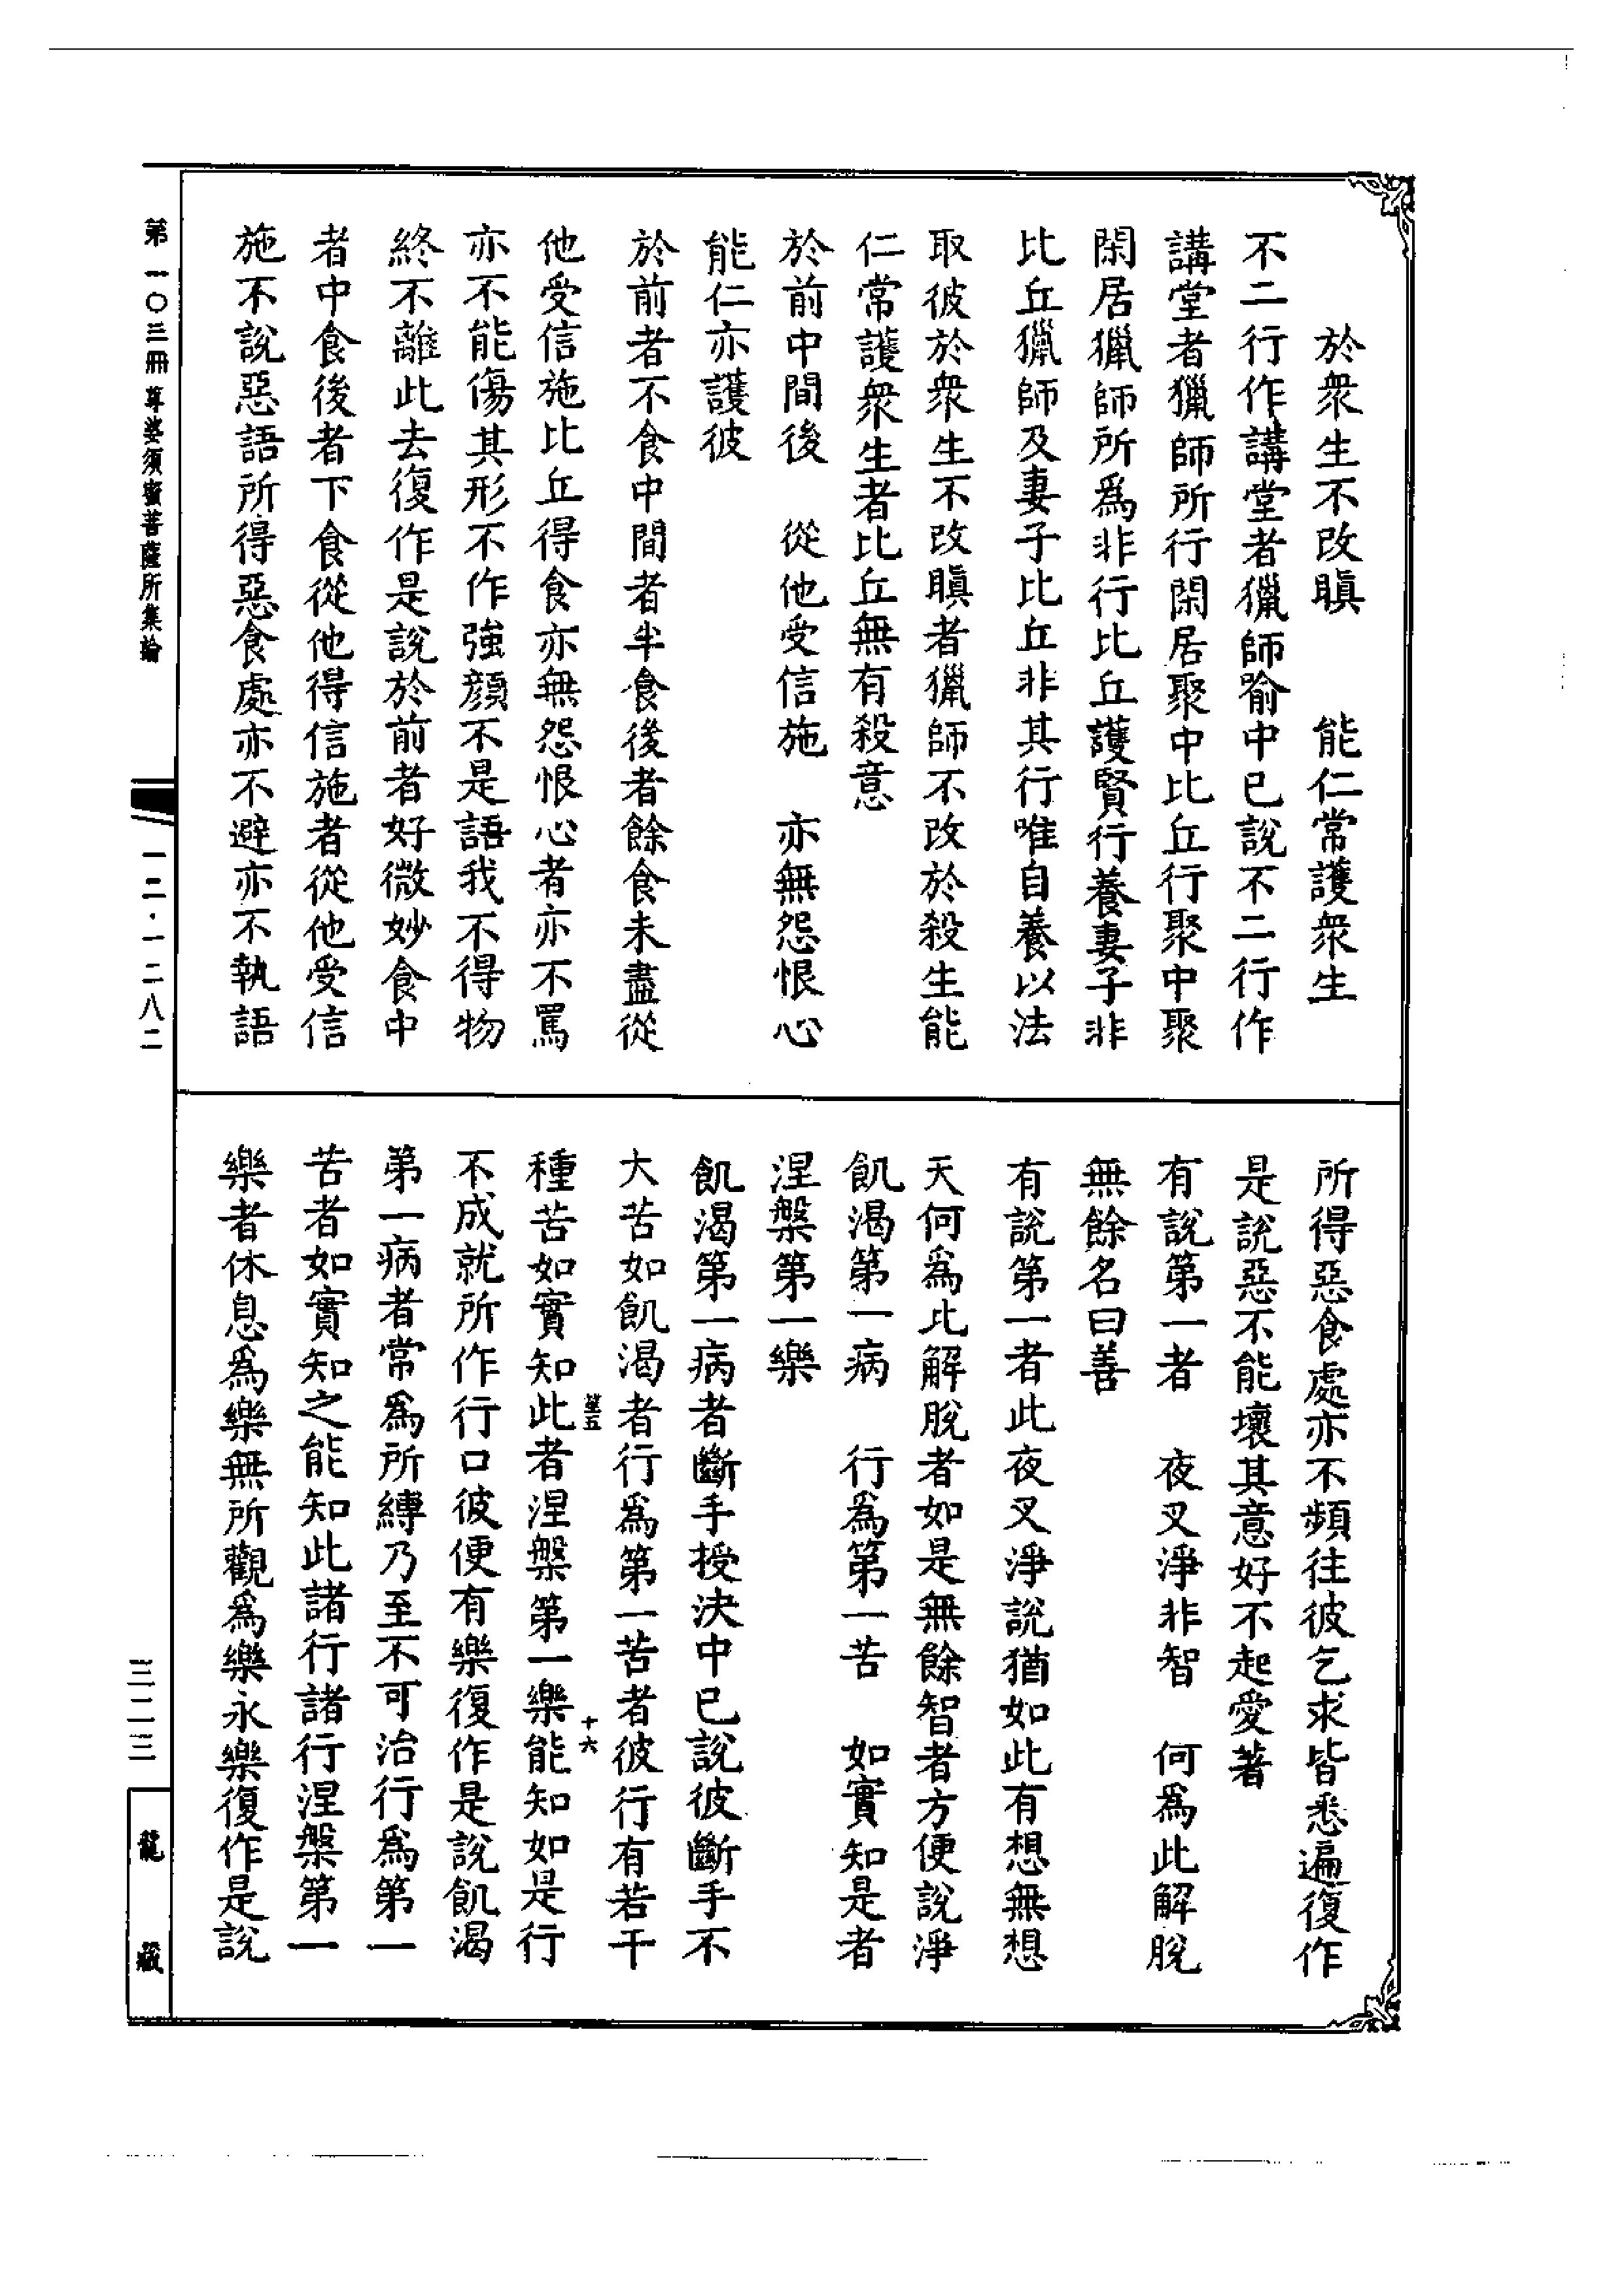 於衆生不改瞋　能仁常護衆生
不二行作講堂者獵師喻中已說不二行作
講堂者獵師所行閑居聚中比丘行聚中聚
閑居獵師所爲非行比丘護賢行養妻子非
比丘獵師及妻子比丘非其行唯自養以法
取彼於衆生不改瞋者獵師不改於殺生能
仁常護衆生者比丘無有殺意
於前中間後　從他受信施　亦無怨恨心
能仁亦護彼
於前者不食中間者半食後者餘食未盡從
他受信施比丘得食亦無怨恨心者亦不罵
亦不能傷其形不作強顏不是語我不得物
終不離此去復作是說於前者好微妙食中
者中食後者下食從他得信施者從他受信
施不說惡語所得惡食處亦不避亦不執語
所得惡食處亦不頻往彼乞求皆悉遍復作
是說惡不能壞其意好不起愛著
有說第一者　夜叉淨非智　何爲此解脫
無餘名曰善
有說第一者此夜叉淨說猶如此有想無想
天何爲比解脫者如是無餘智者方便說淨
飢渴第一病　行爲第一苦　如實知是者
涅槃第一樂
飢渴第一病者斷手授決中已說彼斷手不
大苦如飢渴者行爲第一苦者彼行有若干
種苦如實知此者涅槃第一樂能知如是行
不成就所作行口彼便有樂復作是說飢渴
第一病者常爲所縛乃至不可治行爲第一
苦者如實知之能知此諸行諸行涅槃第一
樂者休息爲樂無所觀爲樂永樂復作是說
十六
第一〇三冊　尊婆須蜜菩薩所集論
一二·一二八二
三二三
龍藏